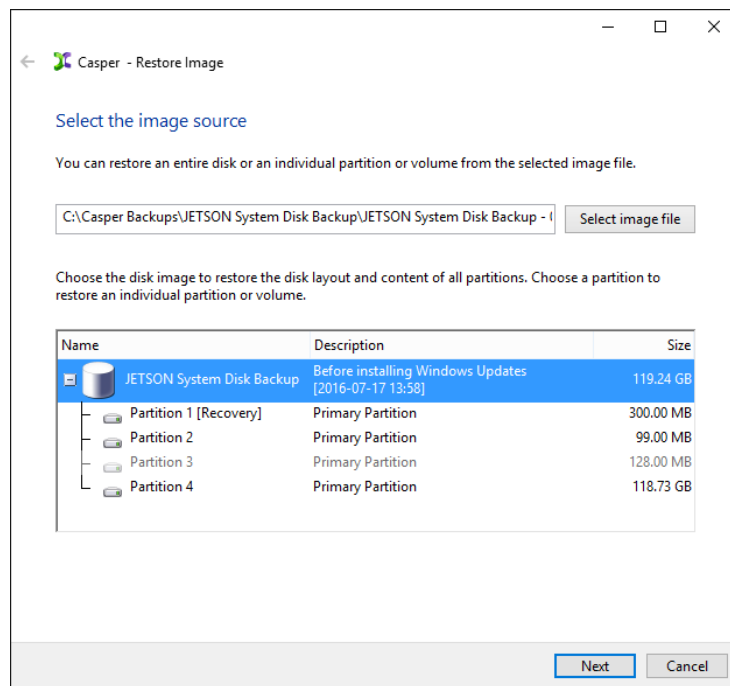 Casper - Restore Image
Select the image source
You can restore an entire disk or an individual partition or volume from the selected image file.
C:\Casper Backups\JETSON System Disk Backup\JETSON System Disk Backup - (
Select image file
Choose the disk image to restore the disk layout and content of all partitions. Choose a partition to
restore an individual partition or volume.
Name Description Size
JETSON System Disk Backup Before installing Windows Updates 119.24 GB
[2016-07-17 13:58]
Partition 1 [Recovery] Primary Partition 300.00 MB
Partition 2 Primary Partition 99.00 MB
Partition 3 Primary Partition 128.00 MB
Partition 4 Primary Partition 118.73 GB
Next Cancel